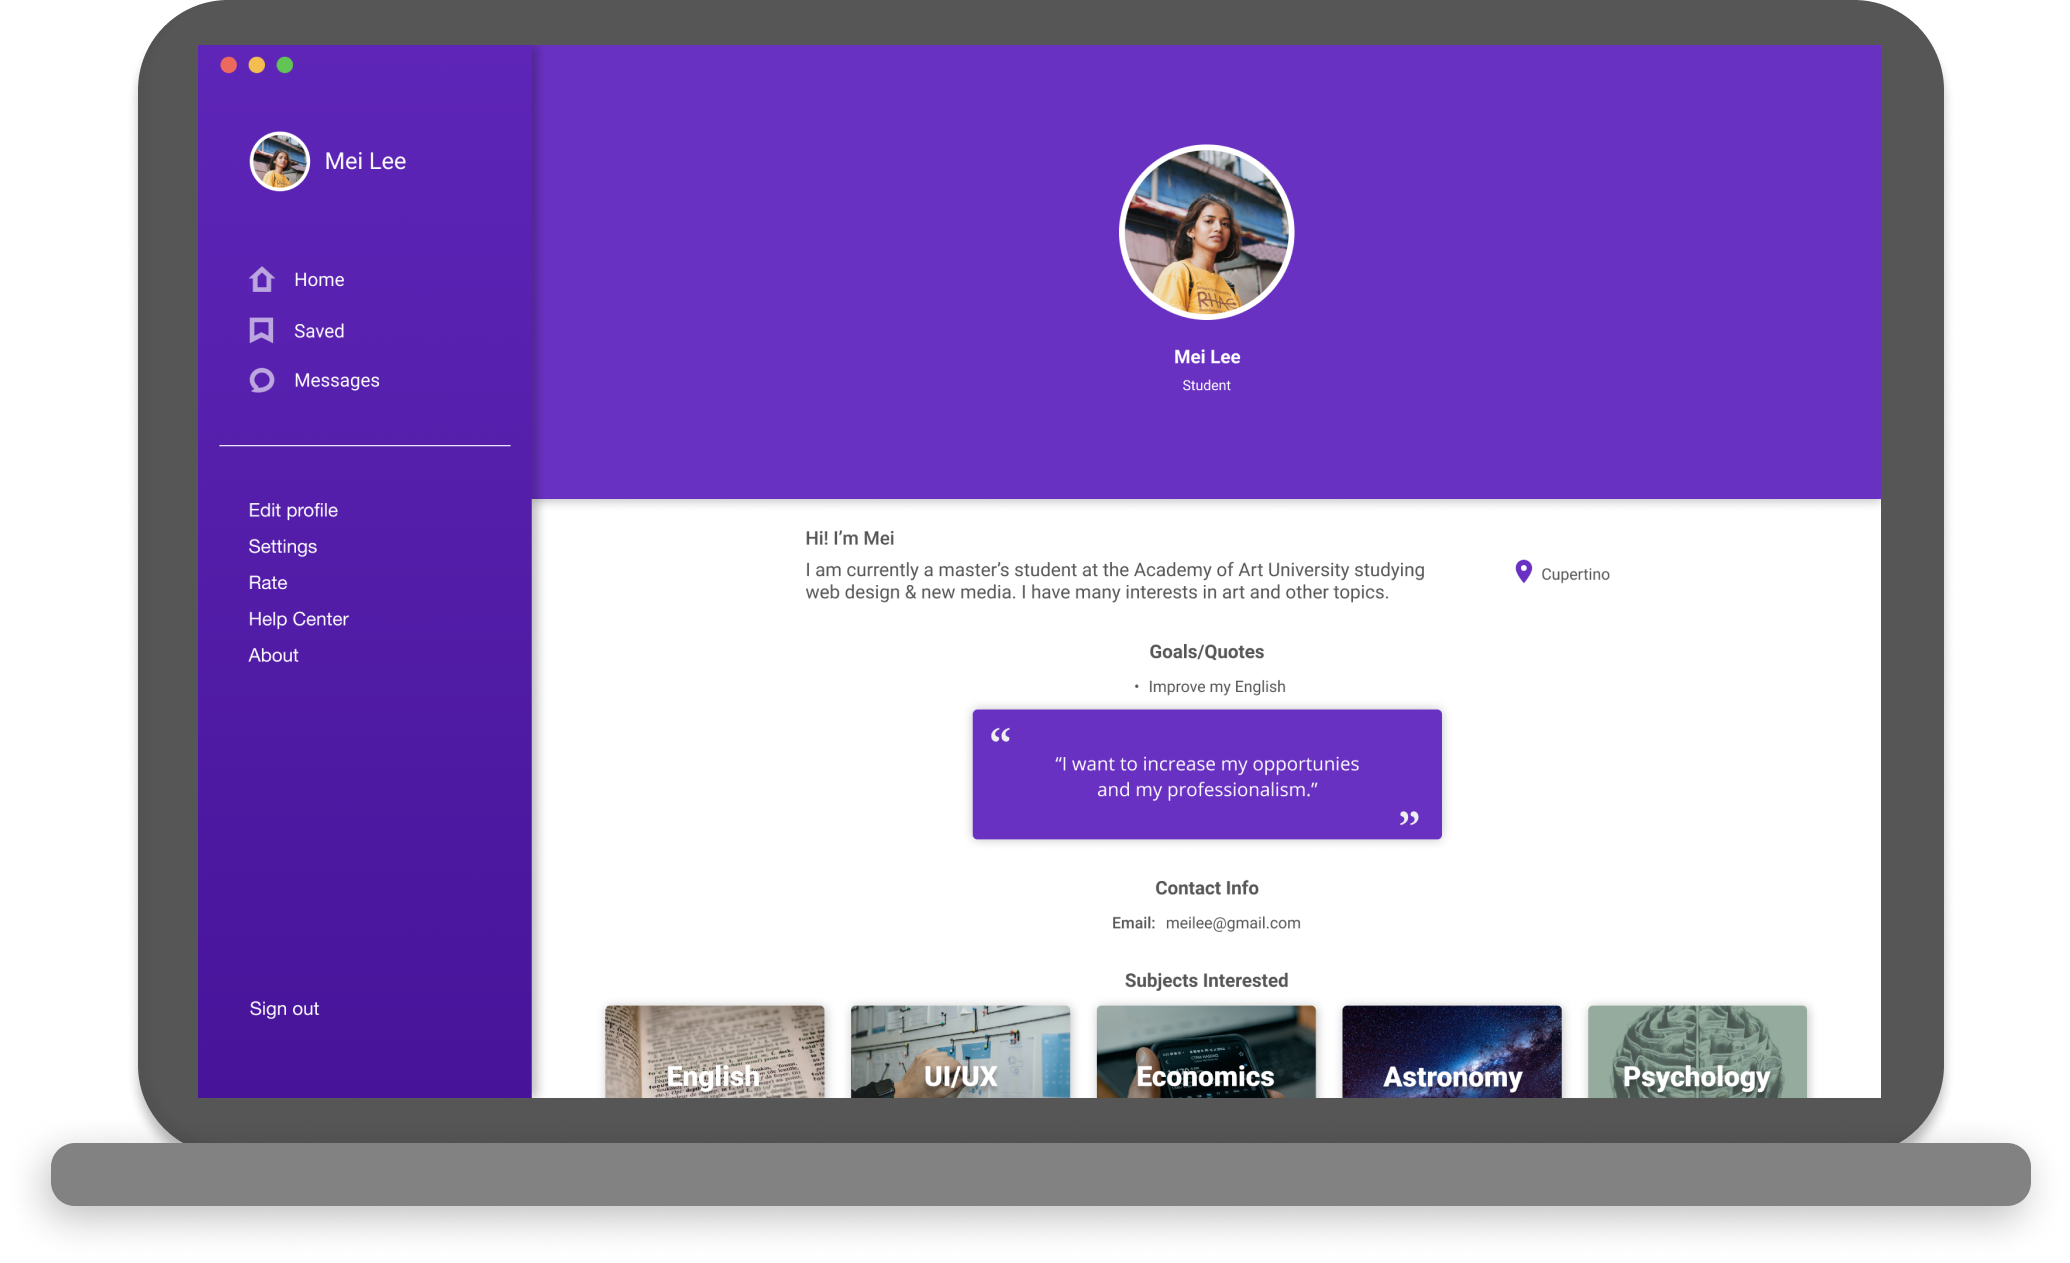 Mei Lee
Home
Saved
Messages
Edit profile
Settings
Rate
Help Center
About
Sign out
RHAC
Mei Lee
Student
Hi! I’m Mei
I am currently a master’s student at the Academy of Art University studying
web design & new media. I have many interests in art and other topics.
Cupertino
Goals/Quotes
• Improve my English
“
“I want to increase my opportunies
and my professionalism.”
”
Contact Info
Email: meilee@gmail.com
Subjects Interested
English
UI/UX
Economics
Astronomy
Psychology